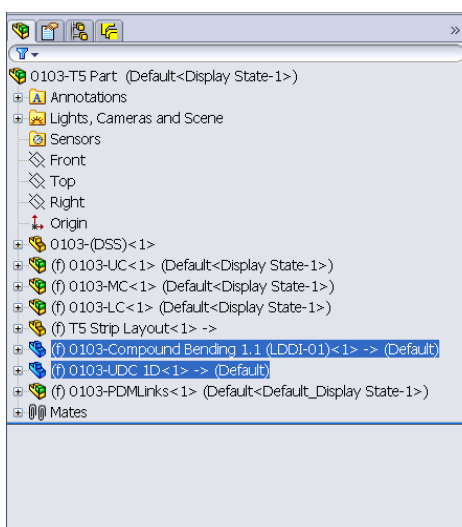 »
0103-T5 Part (Default<Display State-1>)
A Annotations
Lights, Cameras and Scene
Sensors
Front
Top
Right
Origin
0103-(DSS)<1>
(f) 0103-UC<1> (Default<Display State-1>)
(f) 0103-MC<1> (Default<Display State-1>)
(f) 0103-LC<1> (Default<Display State-1>)
(f) T5 Strip Layout<1> ->
(f) 0103-Compound Bending 1.1 (LDDI-01)<1> -> (Default)
(f) 0103-UDC 1D<1> -> (Default)
(f) 0103-PDMLinks<1> (Default<Default_Display State-1>)
Mates